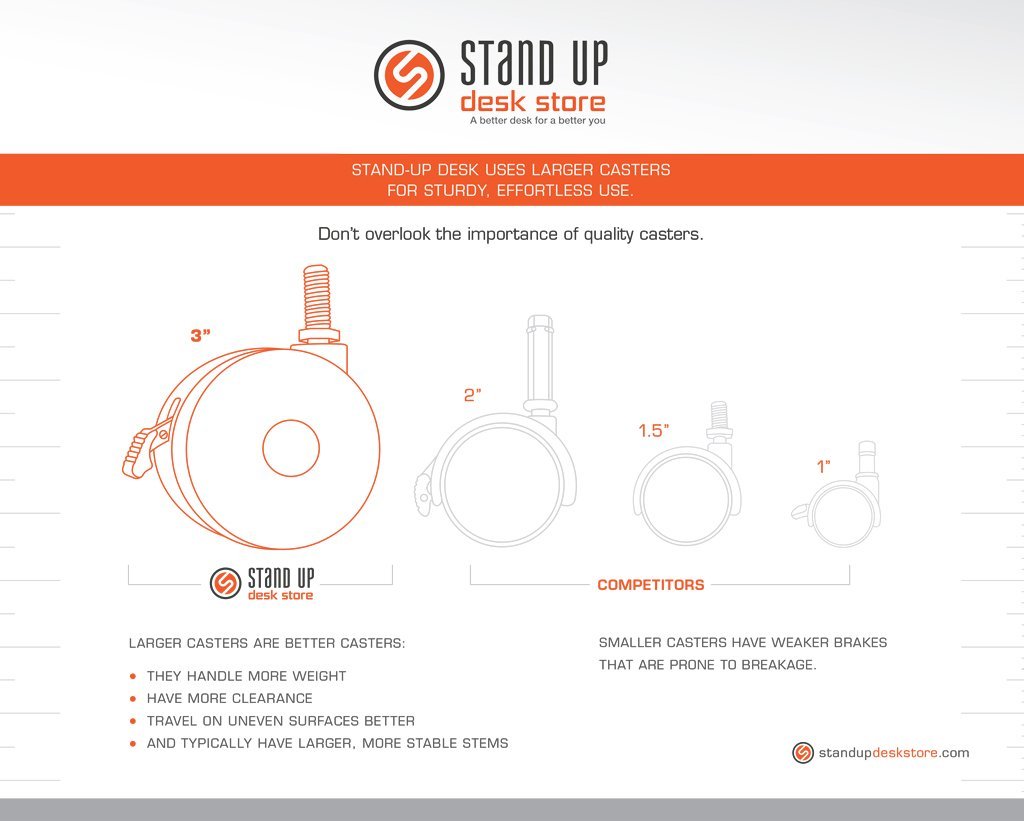 STAND UP
desk store
A better desk for a better you
STAND-UP DESK USES LARGER CASTERS
FOR STURDY, EFFORTLESS USE.
Don't overlook the importance of quality casters.
3"
2"
1.5"
1"
STAND UP
desk store
COMPETITORS
LARGER CASTERS ARE BETTER CASTERS:
• THEY HANDLE MORE WEIGHT
• HAVE MORE CLEARANCE
• TRAVEL ON UNEVEN SURFACES BETTER
• AND TYPICALLY HAVE LARGER, MORE STABLE STEMS
SMALLER CASTERS HAVE WEAKER BRAKES
THAT ARE PRONE TO BREAKAGE.
standupdeskstore.com